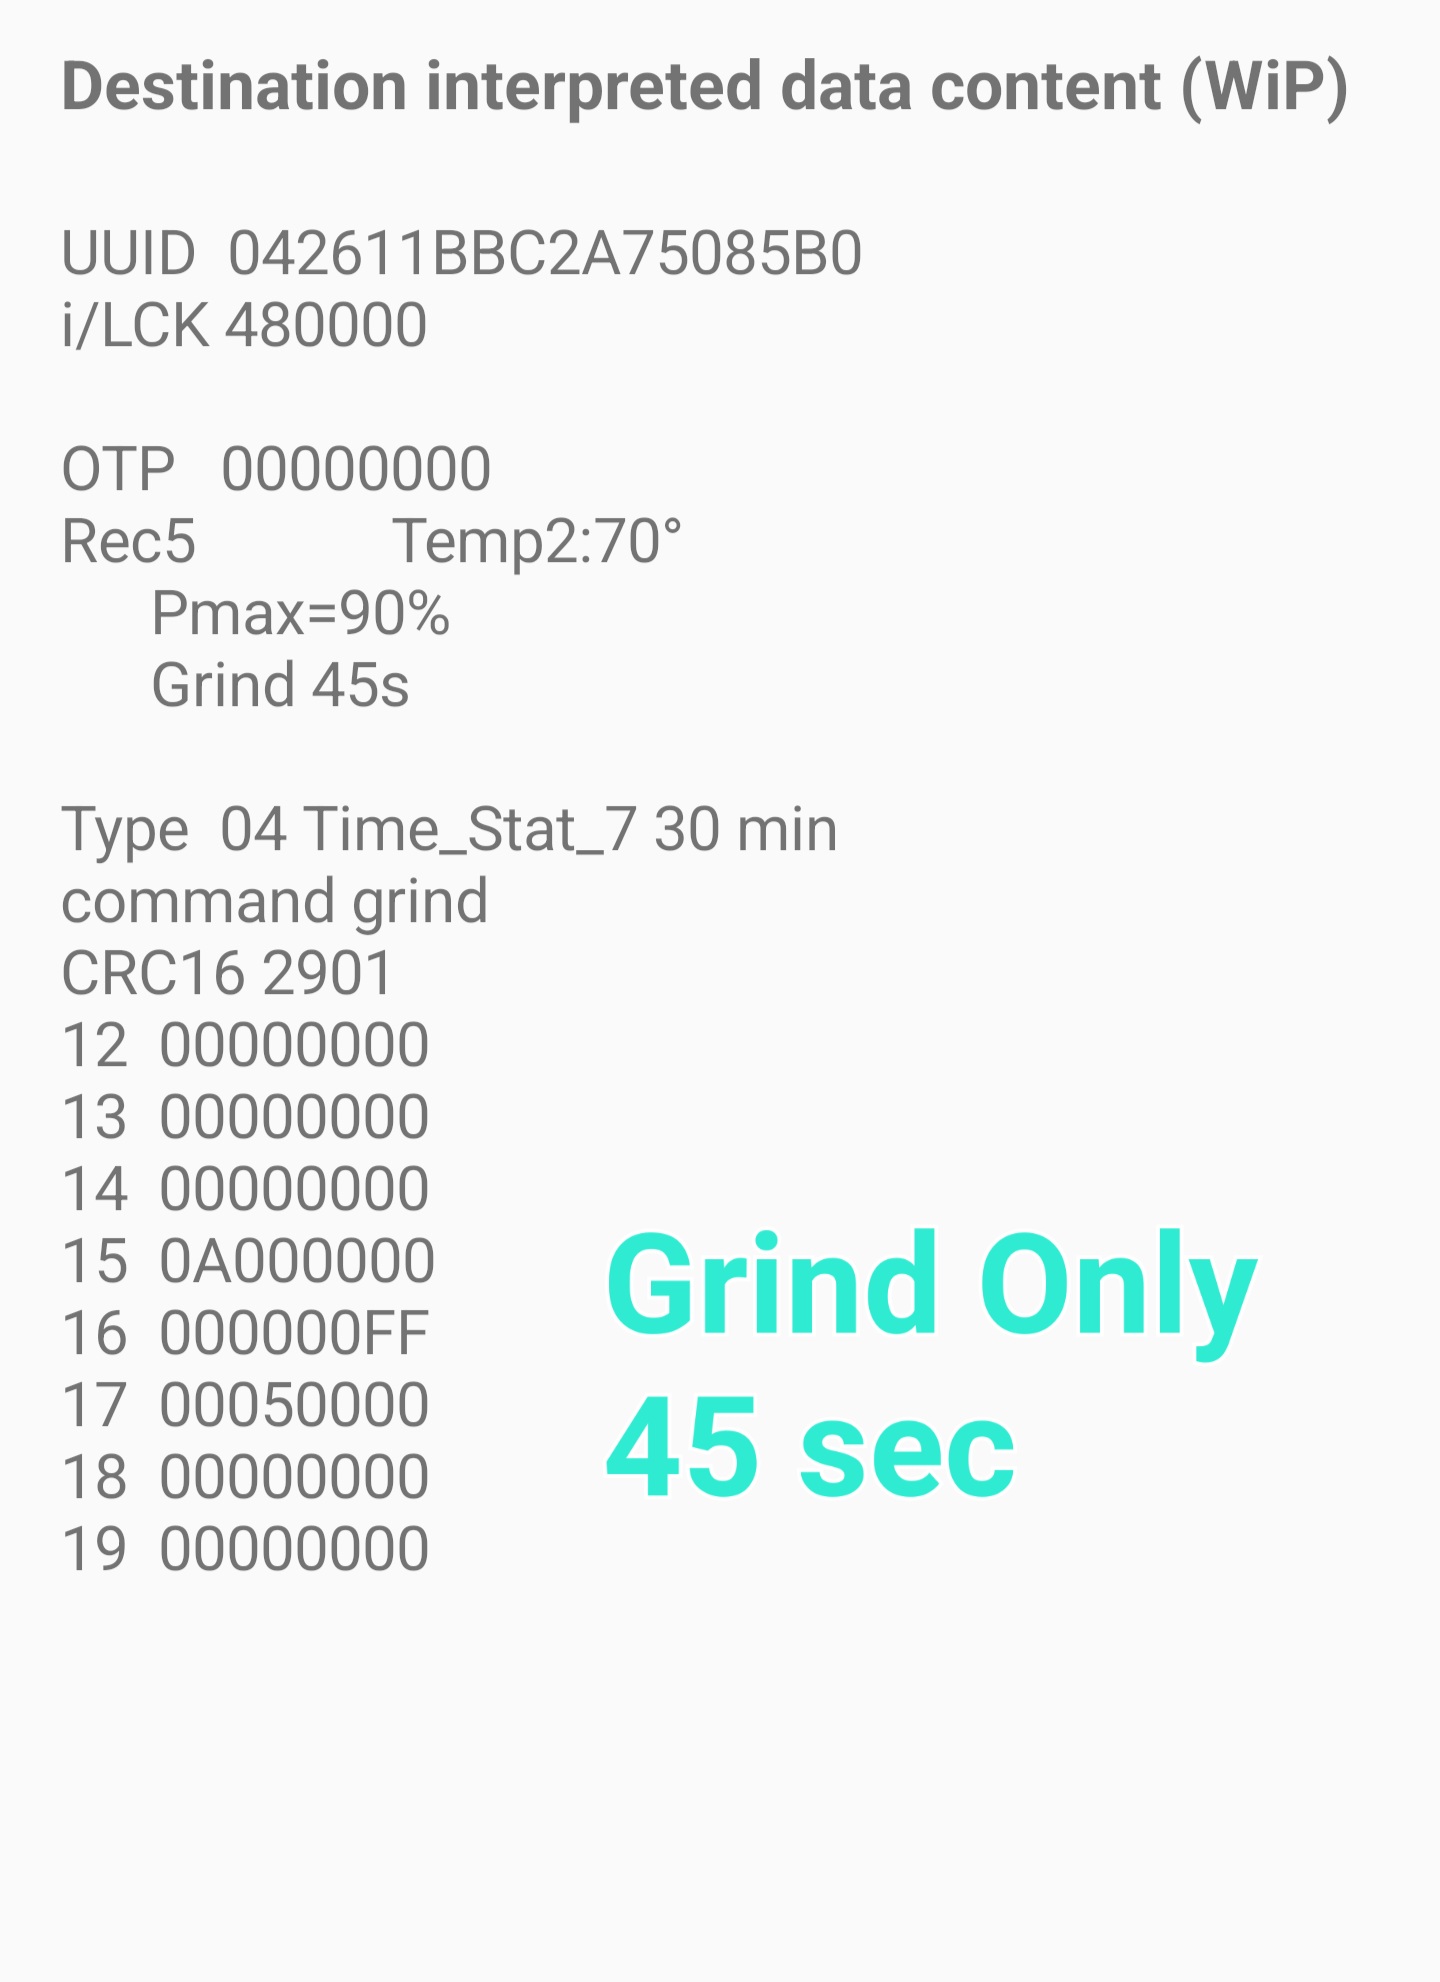 Destination interpreted data content (WiP)
UUID  042611BBC2A75085B0
i/LCK 480000
OTP   00000000
Rec5             Temp2:70°
Pmax=90%
Grind 45s
Type  04 Time_Stat_7 30 min
command grind
CRC16 2901
12  00000000
13  00000000
14  00000000
15  0A000000
16  000000FF
17  00050000
18  00000000
19  00000000
Grind Only
45 sec